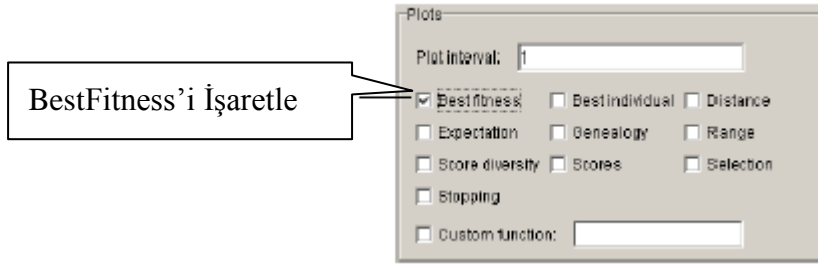 Plots
Plot interval: 1
BestFitness'i İşaretle
Best fitness Best individual Distance
Expectation Genealogy Range
Score diversity Scores Selection
Stopping
Custom function: